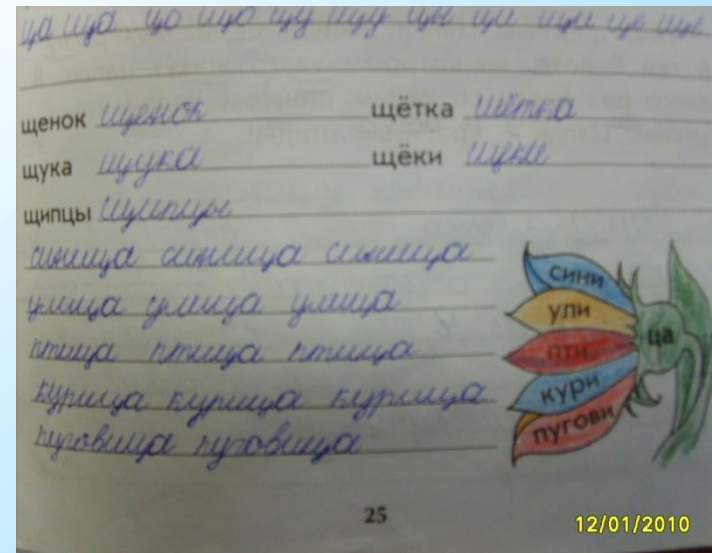 ца ща цо що цу щу цы ци щи це ще
щенок щенок щётка щётка
щука щука щёки щёки
щипцы щипцы
синица синица синица
улица улица улица
птица птица птица
курица курица курица
пуговица пуговица
сини
ули
пти
кури
пугови
ца
25
12/01/2010